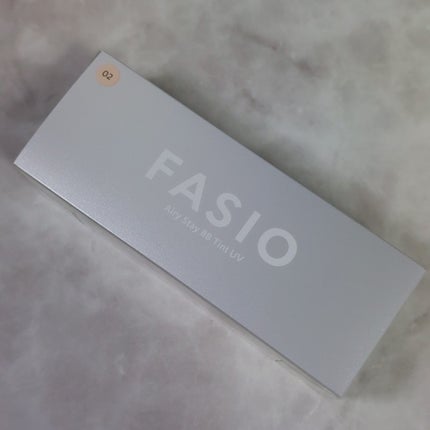 02
FASIO
Airy Stay BB Tint UV